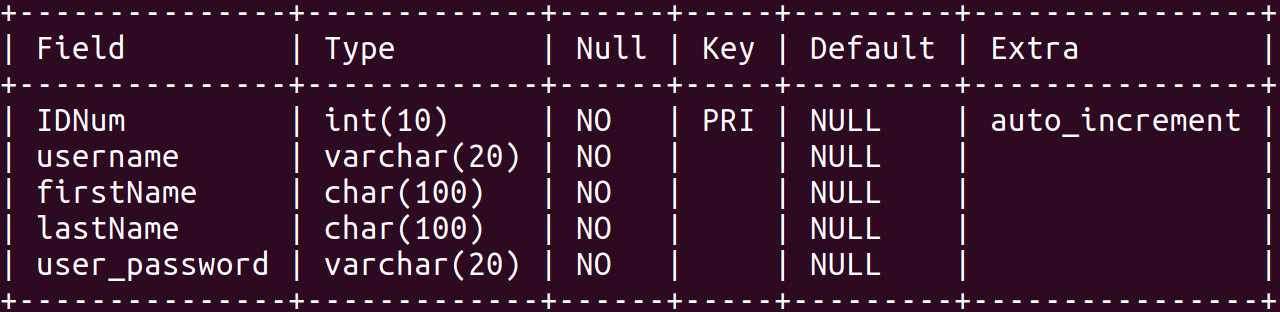 +---------------+-------------+------+-----+---------+----------------+
| Field         | Type        | Null | Key | Default | Extra          |
+---------------+-------------+------+-----+---------+----------------+
| IDNum         | int(10)     | NO   | PRI | NULL    | auto_increment |
| username      | varchar(20) | NO   |     | NULL    |                |
| firstName     | char(100)   | NO   |     | NULL    |                |
| lastName      | char(100)   | NO   |     | NULL    |                |
| user_password | varchar(20) | NO   |     | NULL    |                |
+---------------+-------------+------+-----+---------+----------------+